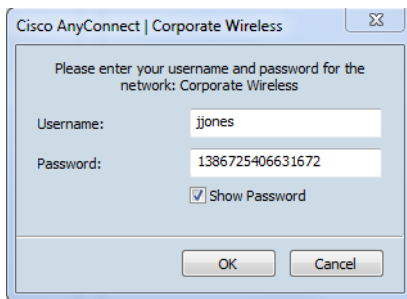 Cisco AnyConnect | Corporate Wireless
Please enter your username and password for the
network: Corporate Wireless
Username: jjones
Password: 1386725406631672
Show Password
OK Cancel